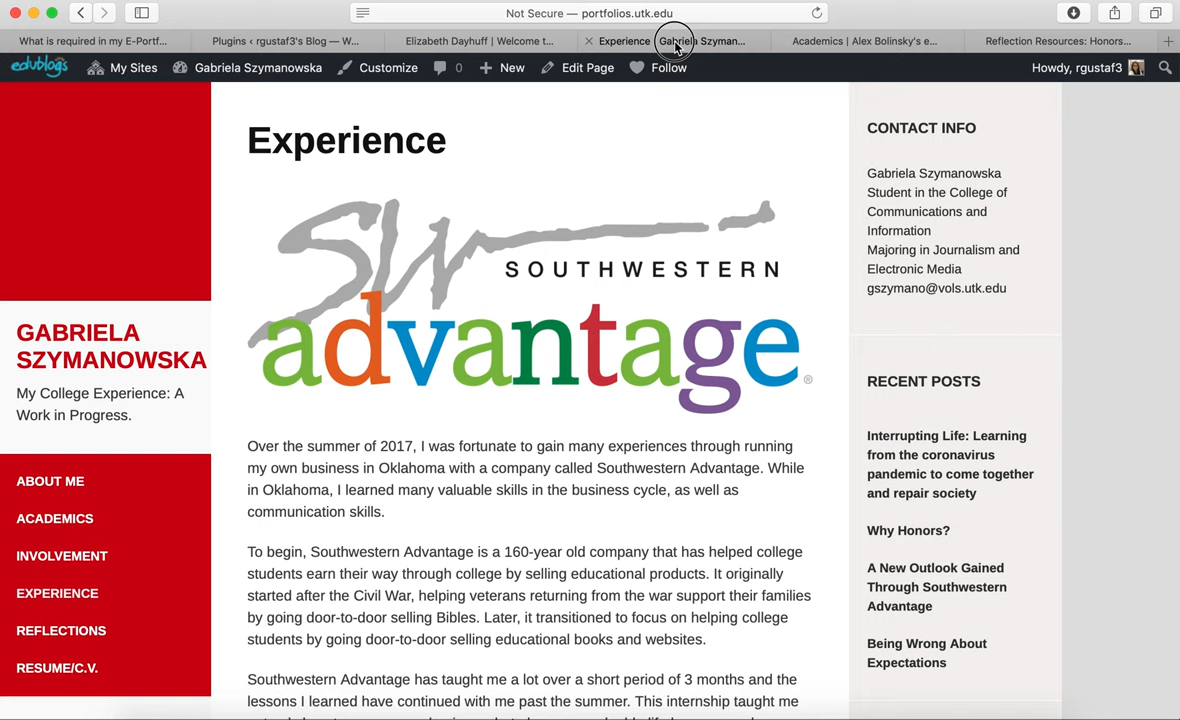 Not Secure — portfolios.utk.edu
What is required in my E-Portf...
Plugins ‹ rgustaf3's Blog — W...
Elizabeth Dayhuff | Welcome t...
Experience | Gabriela Szyman...
Academics | Alex Bolinsky's e...
Reflection Resources: Honors...
edublogs
My Sites
Gabriela Szymanowska
Customize
0
New
Edit Page
Follow
Howdy, rgustaf3
GABRIELA
SZYMANOWSKA
My College Experience: A
Work in Progress.
ABOUT ME
ACADEMICS
INVOLVEMENT
EXPERIENCE
REFLECTIONS
RESUME/C.V.
Experience
SW
SOUTHWESTERN
advantage®
Over the summer of 2017, I was fortunate to gain many experiences through running
my own business in Oklahoma with a company called Southwestern Advantage. While
in Oklahoma, I learned many valuable skills in the business cycle, as well as
communication skills.
To begin, Southwestern Advantage is a 160-year old company that has helped college
students earn their way through college by selling educational products. It originally
started after the Civil War, helping veterans returning from the war support their families
by going door-to-door selling Bibles. Later, it transitioned to focus on helping college
students by going door-to-door selling educational books and websites.
Southwestern Advantage has taught me a lot over a short period of 3 months and the
lessons I learned have continued with me past the summer. This internship taught me
CONTACT INFO
Gabriela Szymanowska
Student in the College of
Communications and
Information
Majoring in Journalism and
Electronic Media
gszymano@vols.utk.edu
RECENT POSTS
Interrupting Life: Learning
from the coronavirus
pandemic to come together
and repair society
Why Honors?
A New Outlook Gained
Through Southwestern
Advantage
Being Wrong About
Expectations